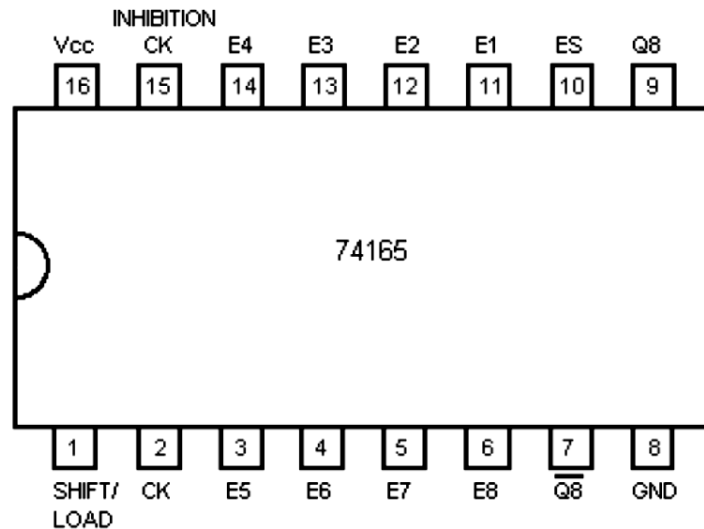 INHIBITION
Vcc CK E4 E3 E2 E1 ES Q8
16 15 14 13 12 11 10 9
74165
1 2 3 4 5 6 7 8
SHIFT/ CK E5 E6 E7 E8 Q̅8̅ GND
LOAD